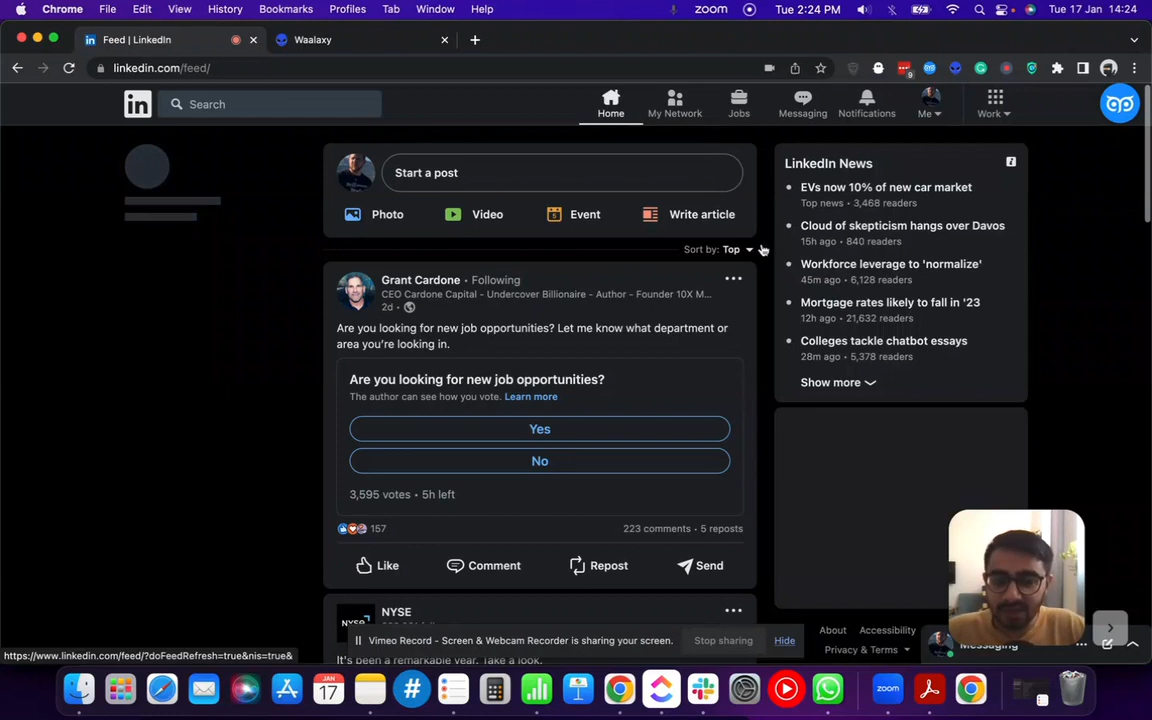 Chrome File Edit View History Bookmarks Profiles Tab Window Help zoom Tue 2:24 PM Tue 17 Jan 14:24
Feed | LinkedIn Waalaxy
linkedin.com/feed/
9
in Search Home My Network Jobs Messaging Notifications Me Work
Start a post
Photo Video Event Write article
Sort by: Top
Grant Cardone • Following
CEO Cardone Capital - Undercover Billionaire - Author - Founder 10X M...
2d •
Are you looking for new job opportunities? Let me know what department or
area you're looking in.
Are you looking for new job opportunities?
The author can see how you vote. Learn more
Yes
No
3,595 votes • 5h left
157 223 comments • 5 reposts
Like Comment Repost Send
NYSE
It's been a remarkable year. Take a look.
LinkedIn News
EVs now 10% of new car market
Top news • 3,468 readers
Cloud of skepticism hangs over Davos
15h ago • 840 readers
Workforce leverage to 'normalize'
45m ago • 6,128 readers
Mortgage rates likely to fall in '23
12h ago • 21,632 readers
Colleges tackle chatbot essays
28m ago • 5,378 readers
Show more
About Accessibility
Privacy & Terms
Messaging
Vimeo Record - Screen & Webcam Recorder is sharing your screen. Stop sharing Hide
https://www.linkedin.com/feed/?doFeedRefresh=true&nis=true&
JAN
17
zoom